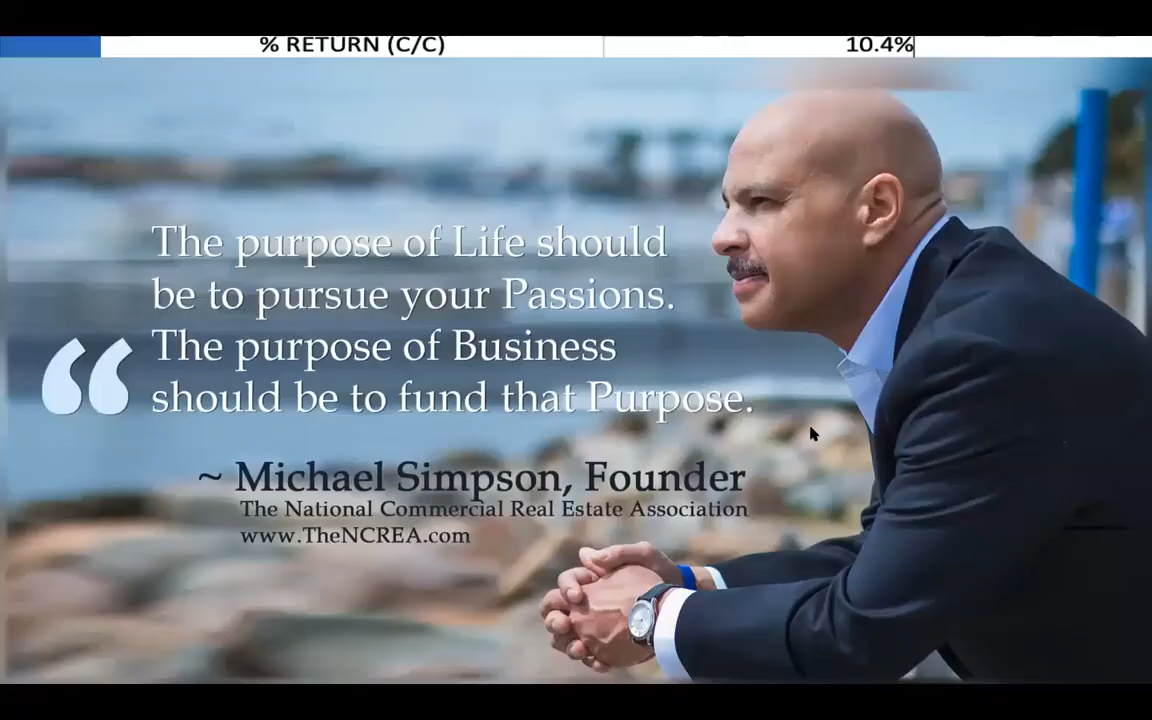 % RETURN (C/C) 10.4%
The purpose of Life should
be to pursue your Passions.
“ The purpose of Business
should be to fund that Purpose.
~ Michael Simpson, Founder
The National Commercial Real Estate Association
www.TheNCREA.com